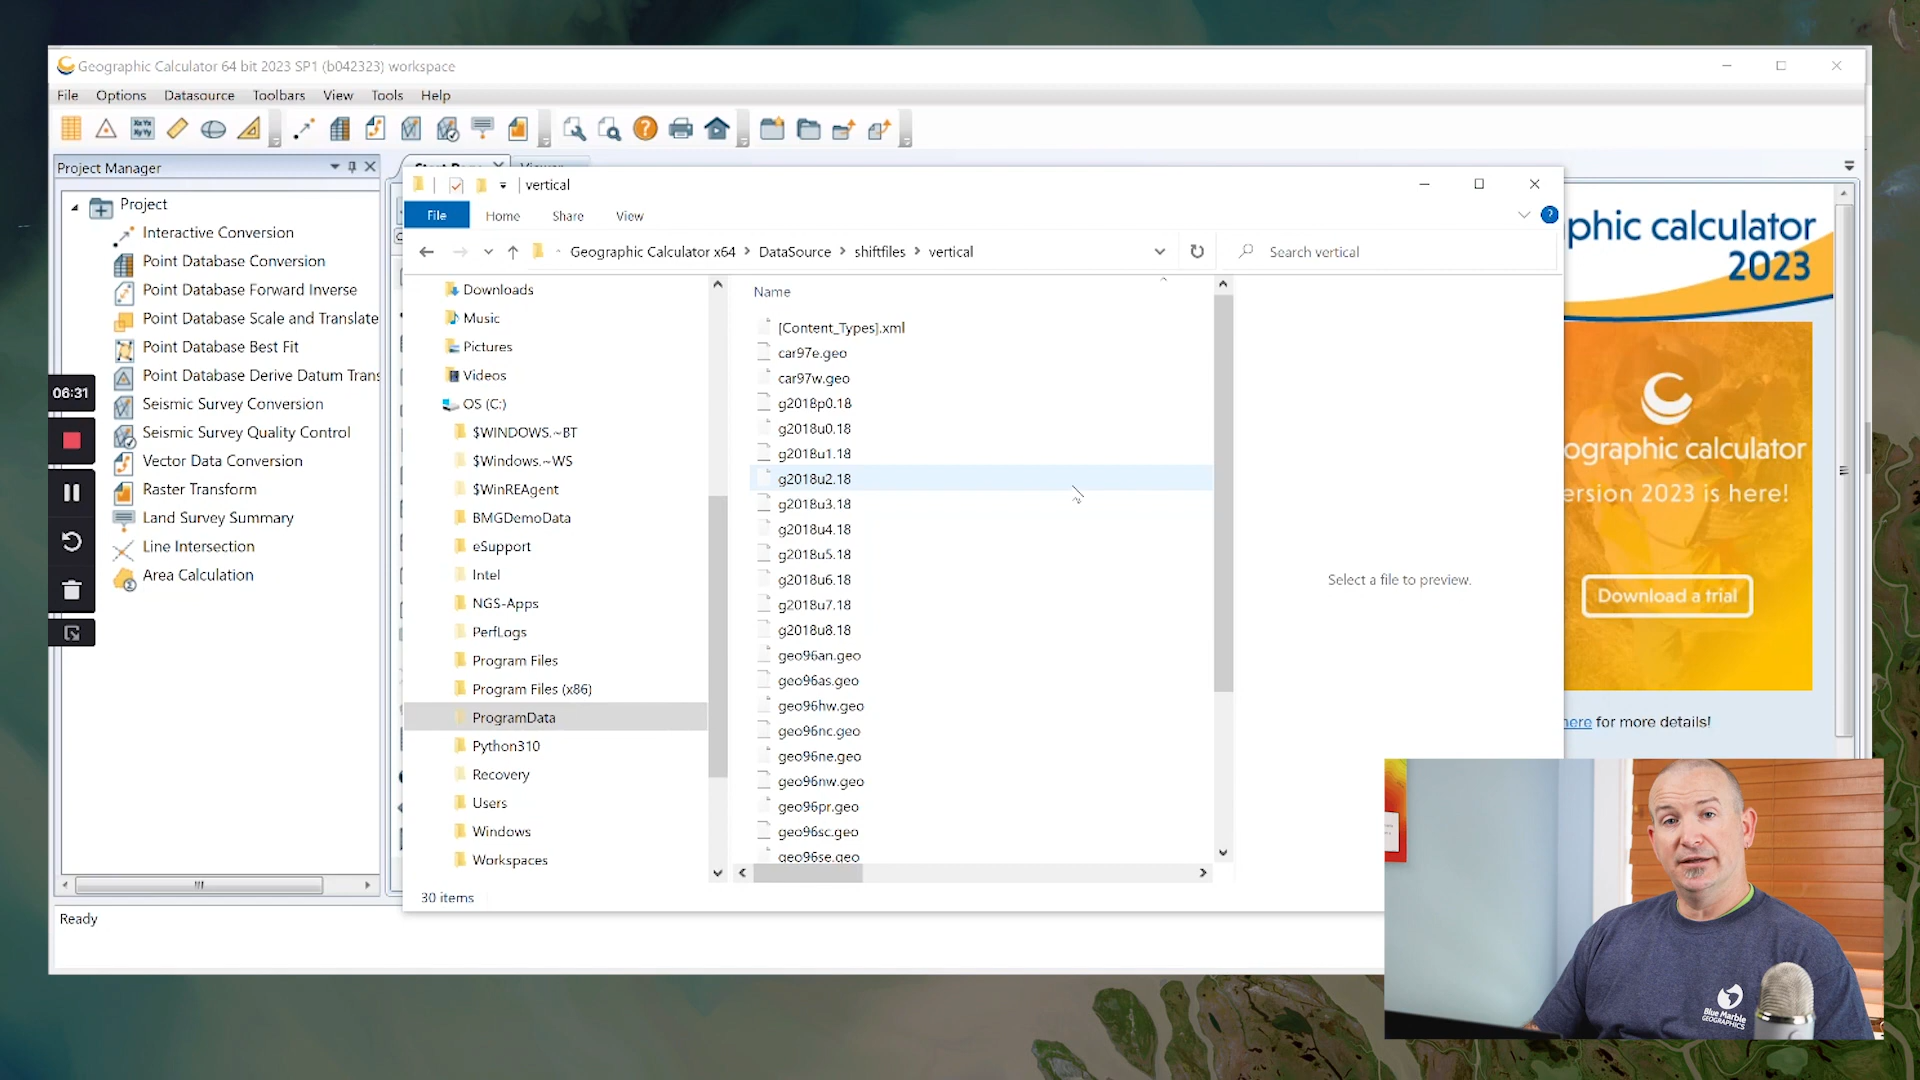 Geographic Calculator 64 bit 2023 SP1 (b042323) workspace
File Options Datasource Toolbars View Tools Help
Project Manager
Project
Interactive Conversion
Point Database Conversion
Point Database Forward Inverse
Point Database Scale and Translate
Point Database Best Fit
Point Database Derive Datum Trans
Seismic Survey Conversion
Seismic Survey Quality Control
Vector Data Conversion
Raster Transform
Land Survey Summary
Line Intersection
Area Calculation
Ready
06:31
vertical
File Home Share View
Geographic Calculator x64 > DataSource > shiftfiles > vertical
Search vertical
Downloads
Music
Pictures
Videos
OS (C:)
$WINDOWS.~BT
$Windows.~WS
$WinREAgent
BMGDemoData
eSupport
Intel
NGS-Apps
PerfLogs
Program Files
Program Files (x86)
ProgramData
Python310
Recovery
Users
Windows
Workspaces
Name
[Content_Types].xml
car97e.geo
car97w.geo
g2018p0.18
g2018u0.18
g2018u1.18
g2018u2.18
g2018u3.18
g2018u4.18
g2018u5.18
g2018u6.18
g2018u7.18
g2018u8.18
geo96an.geo
geo96as.geo
geo96hw.geo
geo96nc.geo
geo96ne.geo
geo96nw.geo
geo96pr.geo
geo96sc.geo
geo96se.geo
Select a file to preview.
30 items
phic calculator
2023
ographic calculator
ersion 2023 is here!
Download a trial
here for more details!
Blue Marble
GEOGRAPHICS